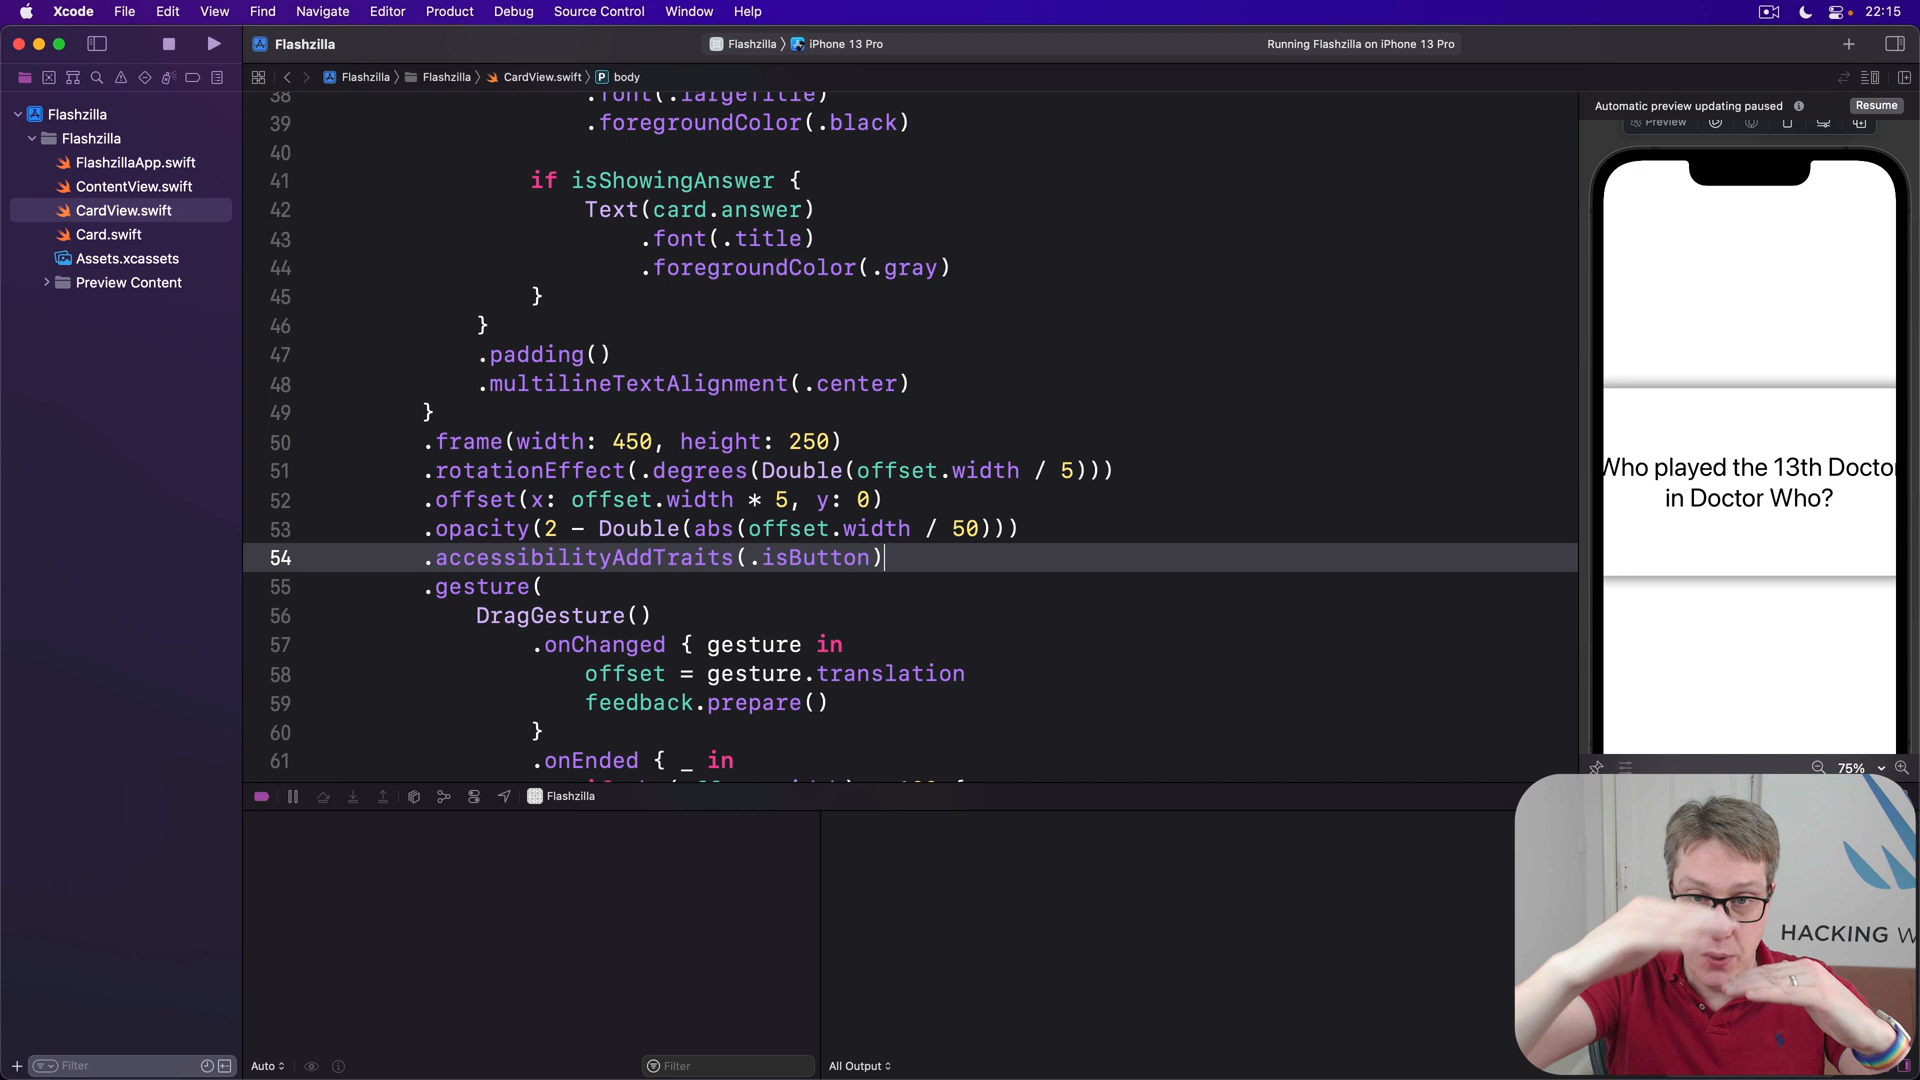 Xcode File Edit View Find Navigate Editor Product Debug Source Control Window Help 22:15
Flashzilla Flashzilla iPhone 13 Pro Running Flashzilla on iPhone 13 Pro
Flashzilla Flashzilla CardView.swift P body
Flashzilla
Flashzilla
FlashzillaApp.swift
ContentView.swift
CardView.swift
Card.swift
Assets.xcassets
Preview Content
38 .font(.largeTitle)
39 .foregroundColor(.black)
40
41 if isShowingAnswer {
42 Text(card.answer)
43 .font(.title)
44 .foregroundColor(.gray)
45 }
46 }
47 .padding()
48 .multilineTextAlignment(.center)
49 }
50 .frame(width: 450, height: 250)
51 .rotationEffect(.degrees(Double(offset.width / 5)))
52 .offset(x: offset.width * 5, y: 0)
53 .opacity(2 - Double(abs(offset.width / 50)))
54 .accessibilityAddTraits(.isButton)
55 .gesture(
56 DragGesture()
57 .onChanged { gesture in
58 offset = gesture.translation
59 feedback.prepare()
60 }
61 .onEnded { _ in
Automatic preview updating paused Resume
Preview
Who played the 13th Doctor
in Doctor Who?
75%
Flashzilla
HACKING W
Filter
Auto
Filter
All Output